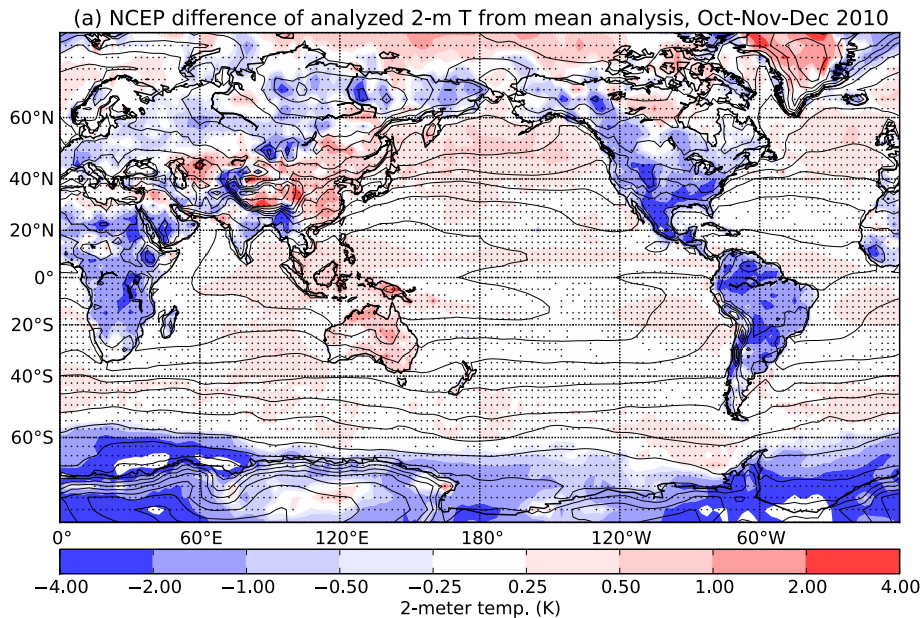 (a) NCEP difference of analyzed 2-m T from mean analysis, Oct-Nov-Dec 2010
60°N
40°N
20°N
0°
20°S
40°S
60°S
0° 60°E 120°E 180° 120°W 60°W
−4.00 −2.00 −1.00 −0.50 −0.25 0.25 0.50 1.00 2.00 4.00
2-meter temp. (K)